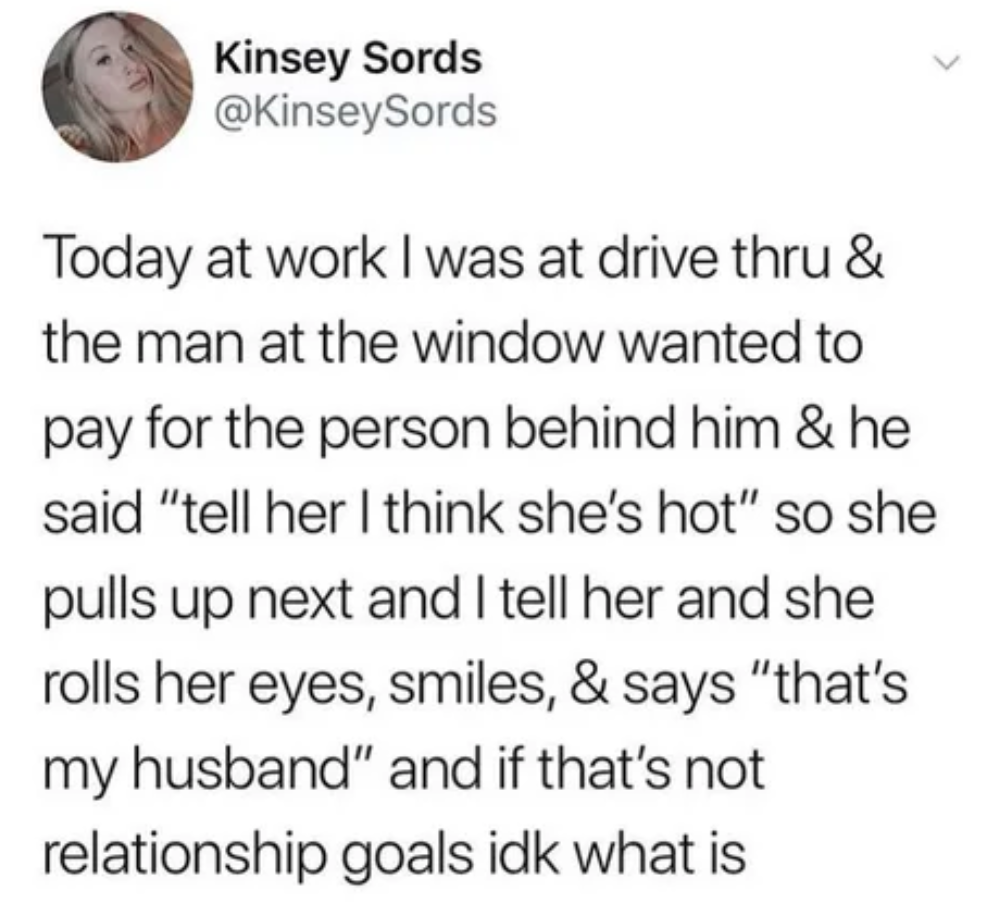 Kinsey Sords
@KinseySords
Today at work I was at drive thru &
the man at the window wanted to
pay for the person behind him & he
said "tell her I think she's hot" so she
pulls up next and I tell her and she
rolls her eyes, smiles, & says "that's
my husband" and if that's not
relationship goals idk what is